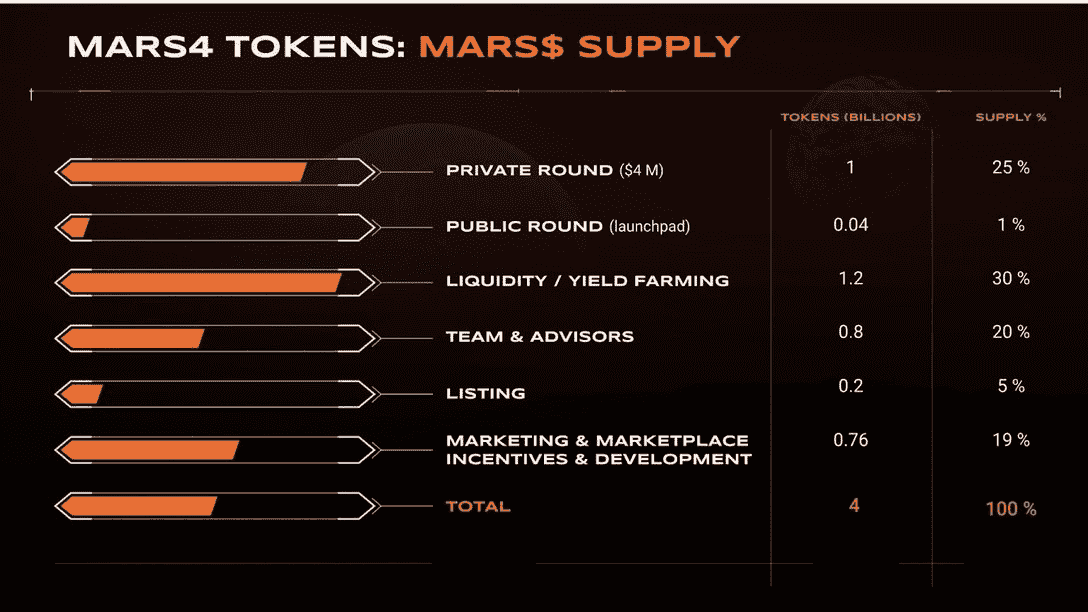 MARS4 TOKENS: MARS$ SUPPLY
TOKENS (BILLIONS) SUPPLY %
PRIVATE ROUND ($4 M) 1 25 %
PUBLIC ROUND (launchpad) 0.04 1 %
LIQUIDITY / YIELD FARMING 1.2 30 %
TEAM & ADVISORS 0.8 20 %
LISTING 0.2 5 %
MARKETING & MARKETPLACE 0.76 19 %
INCENTIVES & DEVELOPMENT
TOTAL 4 100 %